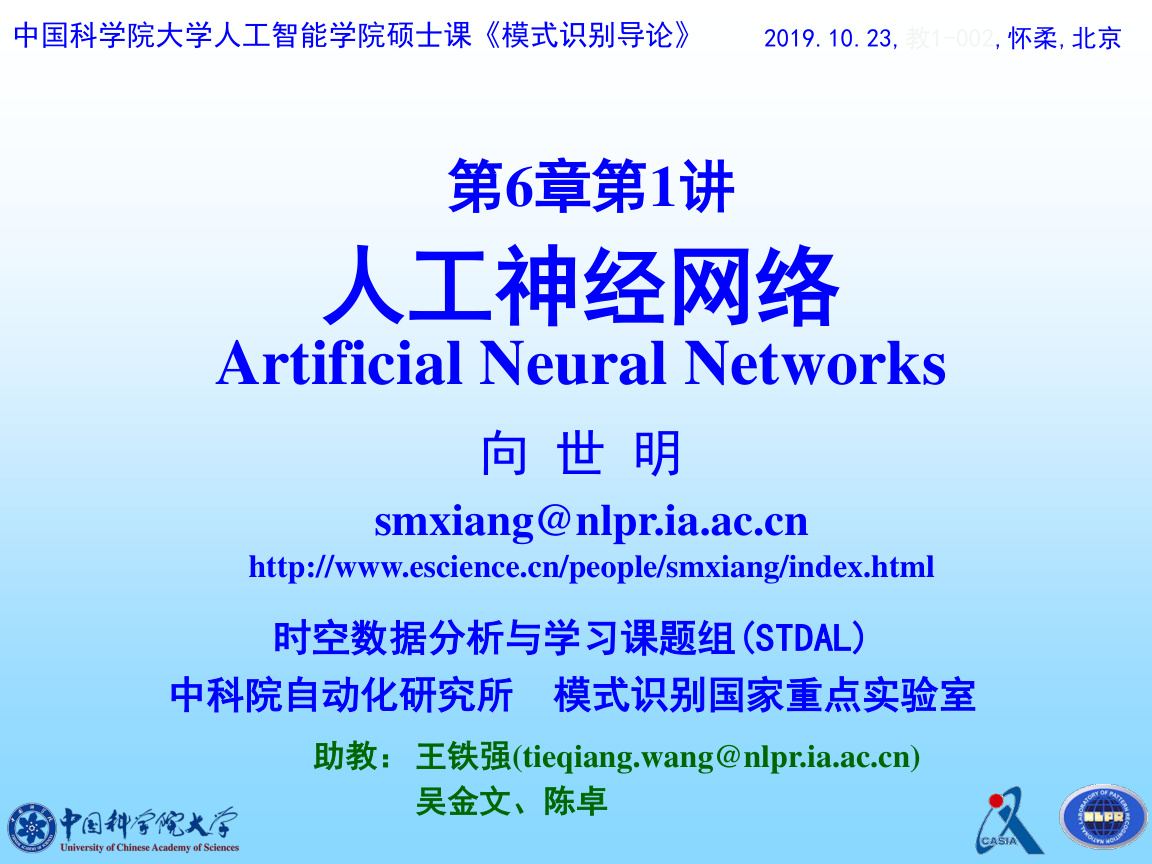 中国科学院大学人工智能学院硕士课《模式识别导论》 2019.10.23,教1-002,怀柔,北京
第6章第1讲
人工神经网络
Artificial Neural Networks
向 世 明
smxiang@nlpr.ia.ac.cn
http://www.escience.cn/people/smxiang/index.html
时空数据分析与学习课题组(STDAL)
中科院自动化研究所 模式识别国家重点实验室
助教： 王铁强(tieqiang.wang@nlpr.ia.ac.cn)
吴金文、陈卓
中国科学院大学
University of Chinese Academy of Sciences
CASIA
NATIONAL LABORATORY OF PATTERN RECOGNITION
NLPR